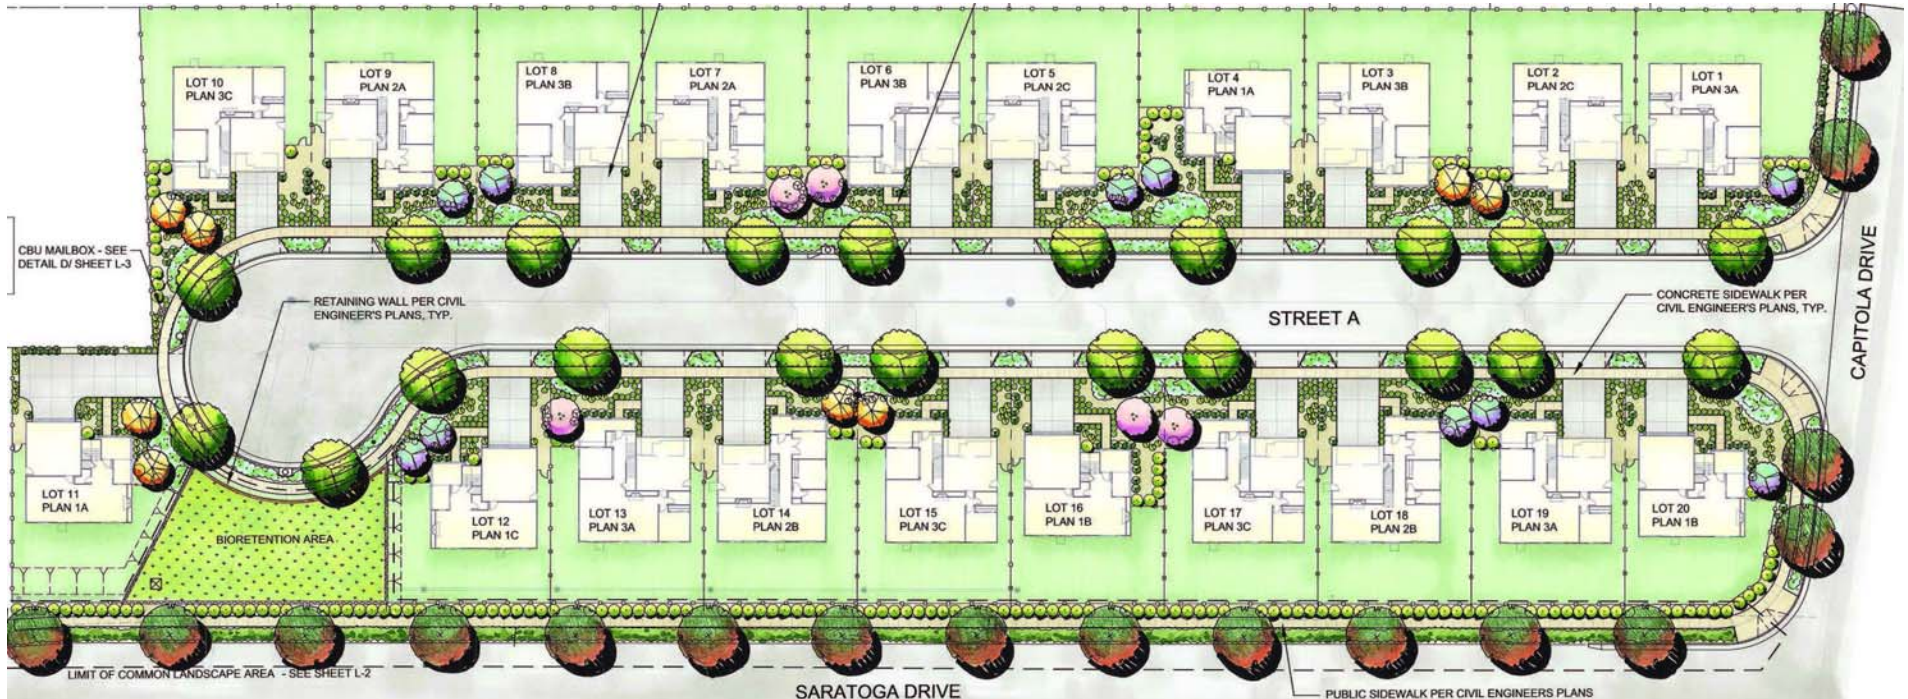 LOT 10
PLAN 3C
LOT 9
PLAN 2A
LOT 8
PLAN 3B
LOT 7
PLAN 2A
LOT 6
PLAN 3B
LOT 5
PLAN 2C
LOT 4
PLAN 1A
LOT 3
PLAN 3B
LOT 2
PLAN 2C
LOT 1
PLAN 3A
CBU MAILBOX - SEE
DETAIL D/ SHEET L-3
RETAINING WALL PER CIVIL
ENGINEER'S PLANS, TYP.
STREET A
CONCRETE SIDEWALK PER
CIVIL ENGINEER'S PLANS, TYP.
CAPITOLA DRIVE
LOT 11
PLAN 1A
BIORETENTION AREA
LOT 12
PLAN 1C
LOT 13
PLAN 3A
LOT 14
PLAN 2B
LOT 15
PLAN 3C
LOT 16
PLAN 1B
LOT 17
PLAN 3C
LOT 18
PLAN 2B
LOT 19
PLAN 3A
LOT 20
PLAN 1B
LIMIT OF COMMON LANDSCAPE AREA - SEE SHEET L-2
SARATOGA DRIVE
PUBLIC SIDEWALK PER CIVIL ENGINEERS PLANS